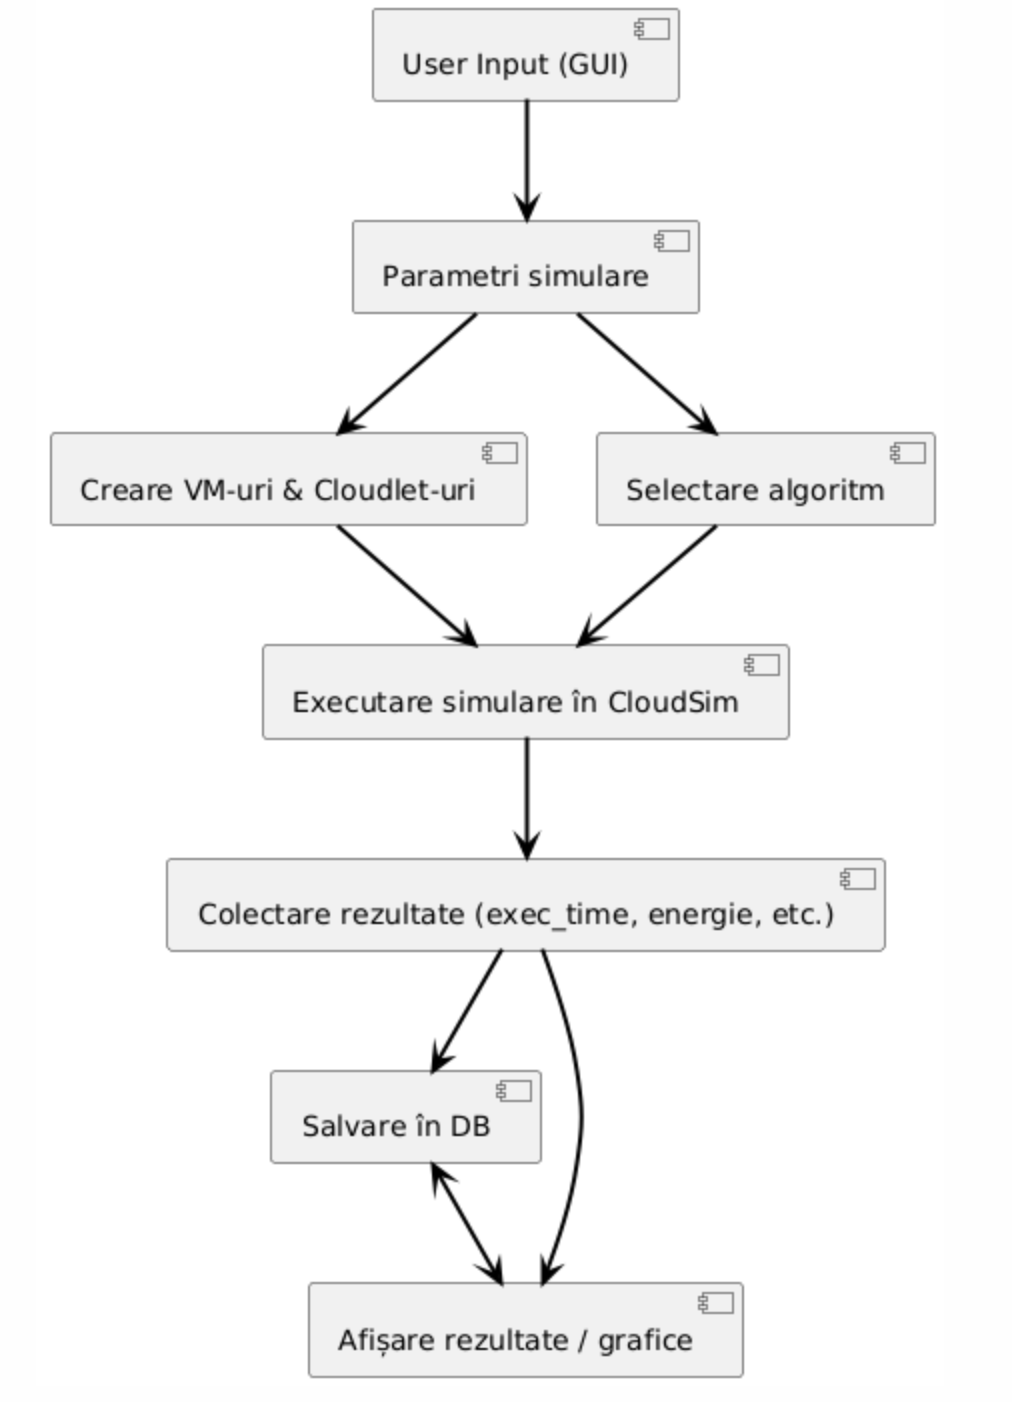 User Input (GUI)
Parametri simulare
Creare VM-uri & Cloudlet-uri
Selectare algoritm
Executare simulare în CloudSim
Colectare rezultate (exec_time, energie, etc.)
Salvare în DB
Afișare rezultate / grafice